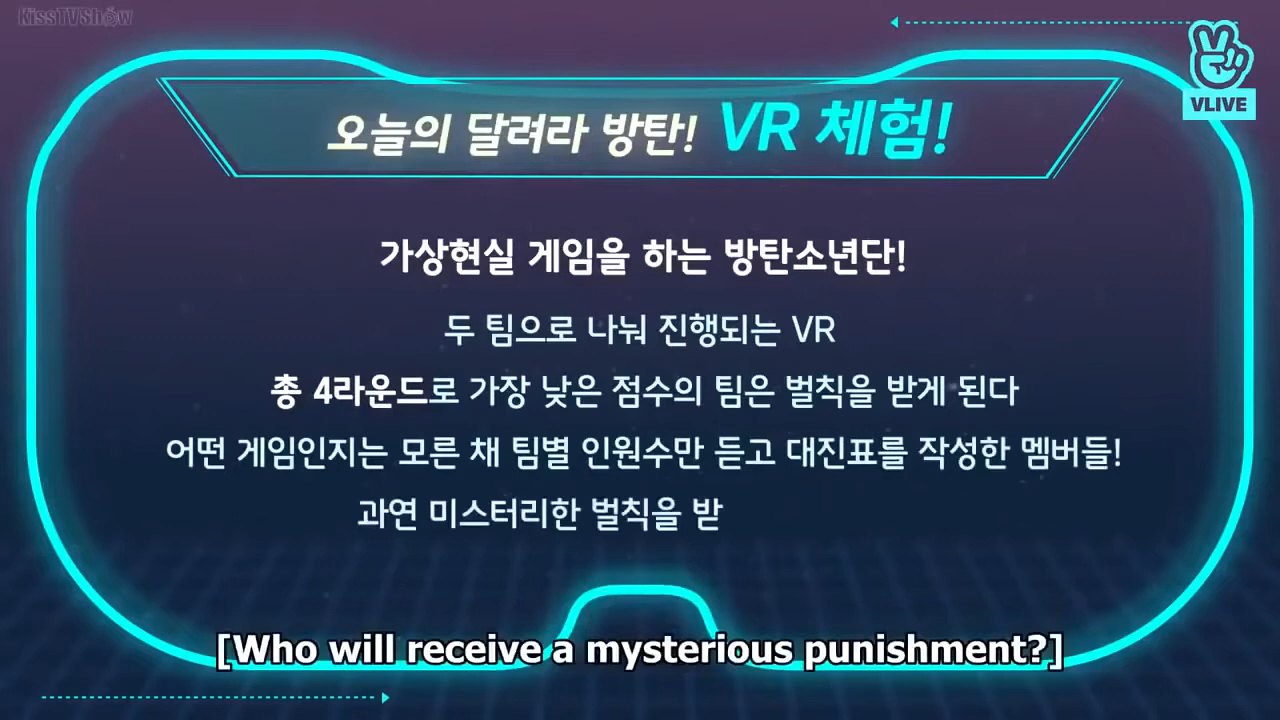 KissTVShow
VLIVE
오늘의 달려라 방탄! VR 체험!
가상현실 게임을 하는 방탄소년단!
두 팀으로 나눠 진행되는 VR
총 4라운드로 가장 낮은 점수의 팀은 벌칙을 받게 된다
어떤 게임인지는 모른 채 팀별 인원수만 듣고 대진표를 작성한 멤버들!
과연 미스터리한 벌칙을 받
[Who will receive a mysterious punishment?]